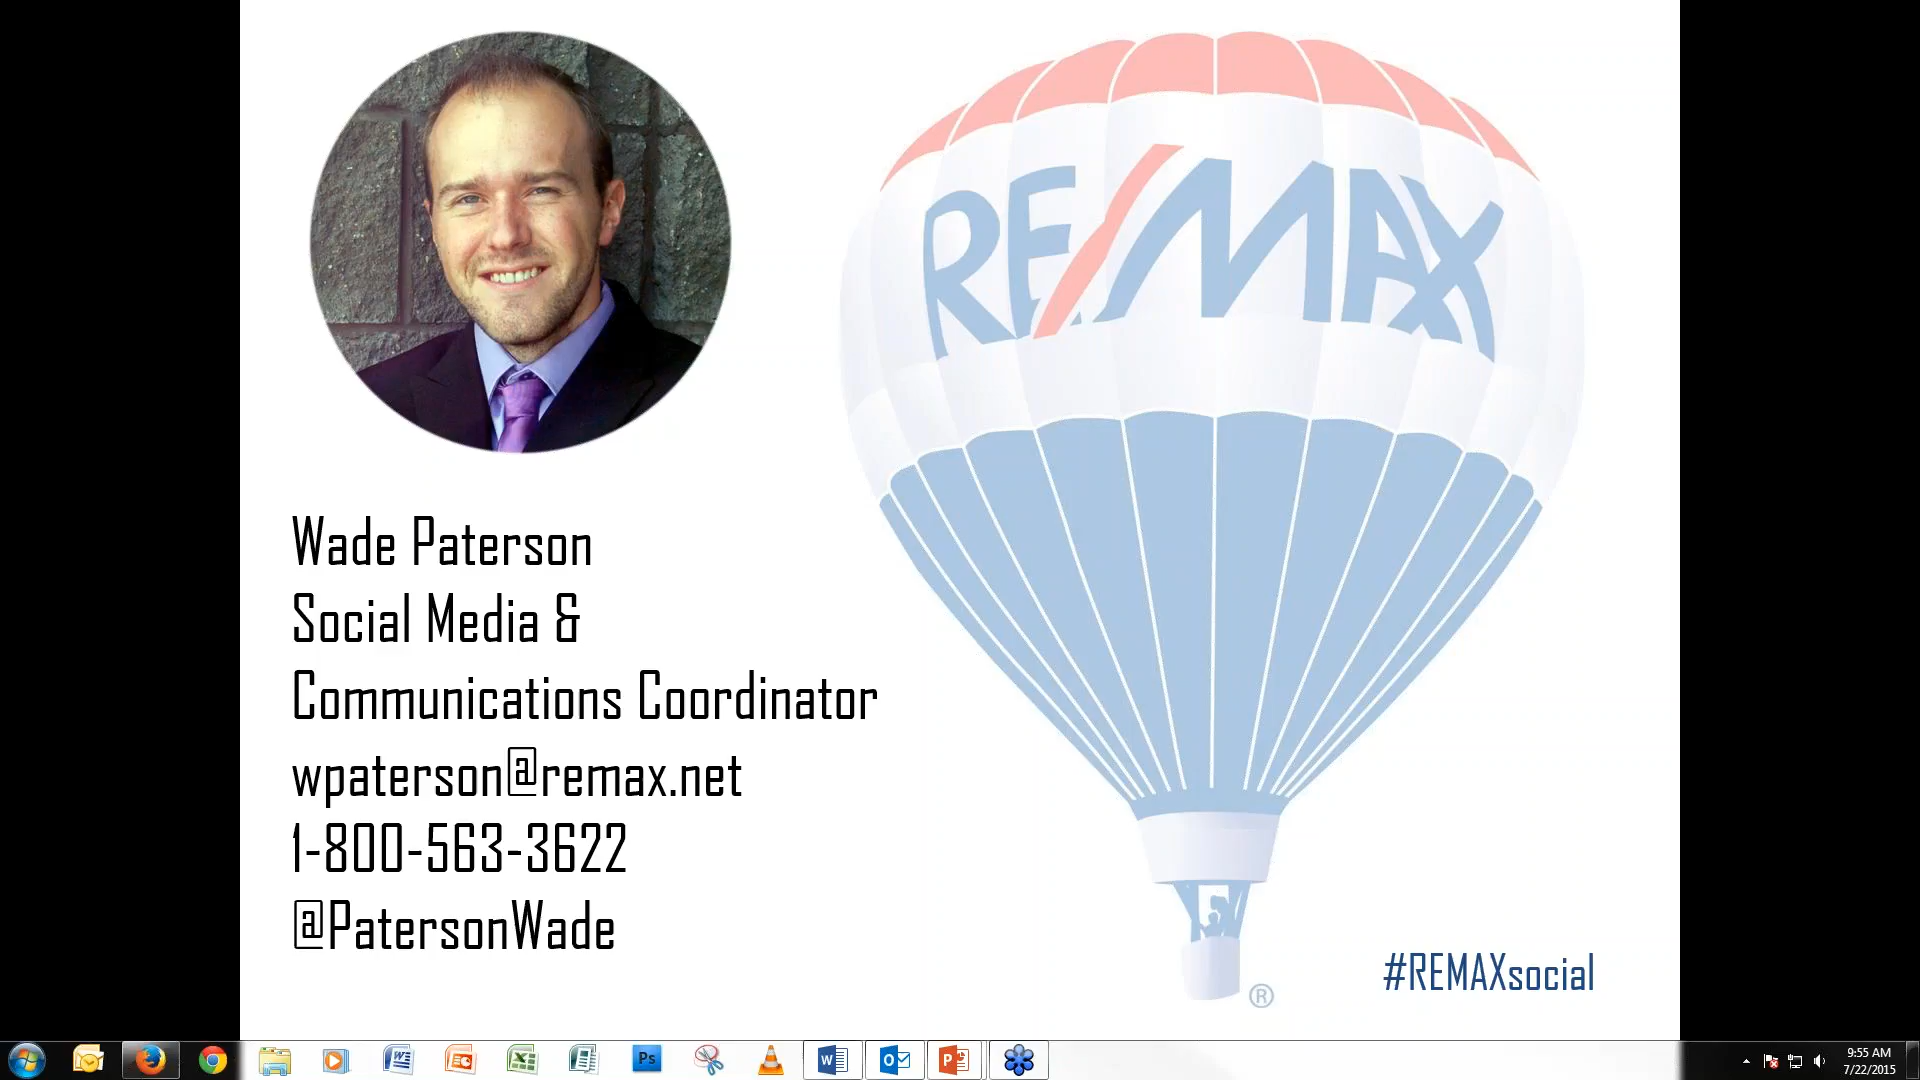 RE/MAX
Wade Paterson
Social Media &
Communications Coordinator
wpaterson@remax.net
1-800-563-3622
@PatersonWade
#REMAXsocial
®
Ps
9:55 AM
7/22/2015